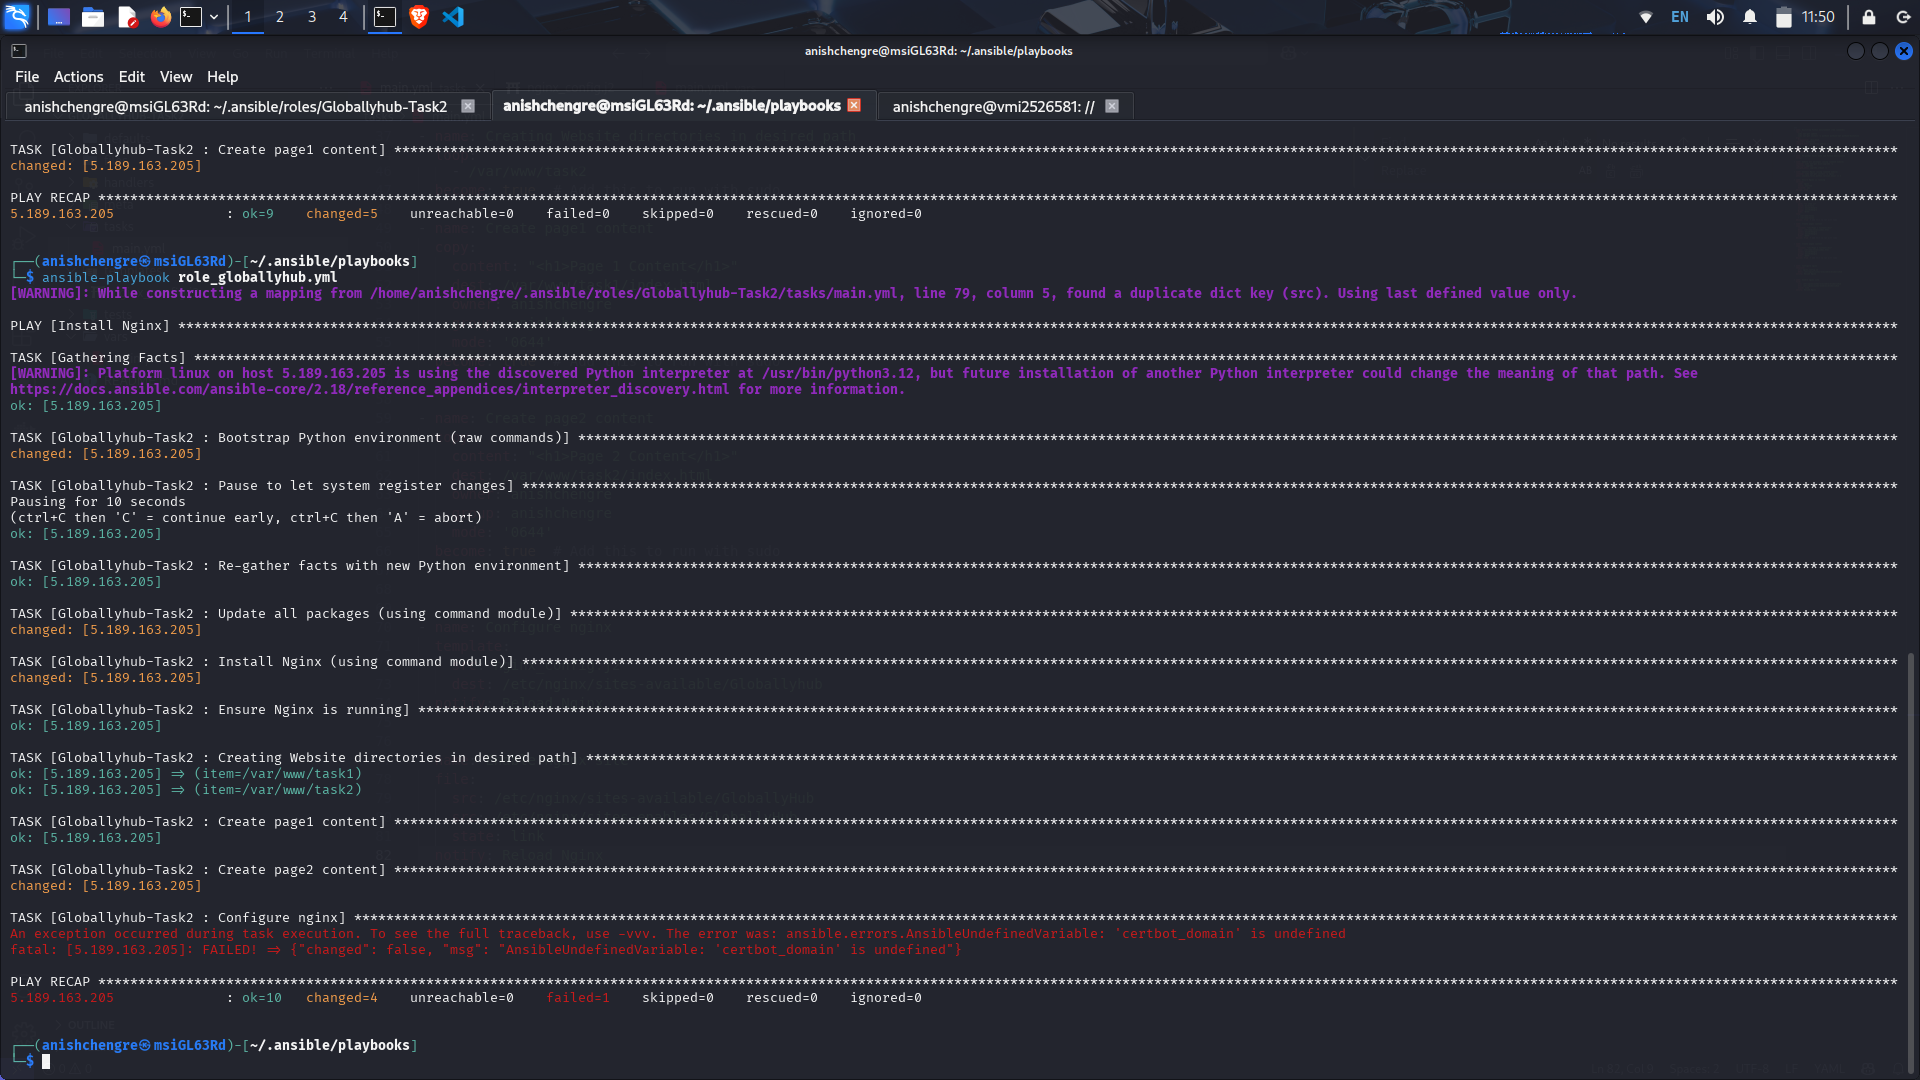 1 2 3 4 EN 11:50
anishchengre@msiGL63Rd: ~/.ansible/playbooks
File Actions Edit View Help
anishchengre@msiGL63Rd: ~/.ansible/roles/Globallyhub-Task2 anishchengre@msiGL63Rd: ~/.ansible/playbooks anishchengre@vmi2526581: //
TASK [Globallyhub-Task2 : Create page1 content] ****
changed: [5.189.163.205]
PLAY RECAP ****
5.189.163.205 : ok=9 changed=5 unreachable=0 failed=0 skipped=0 rescued=0 ignored=0
┌──(anishchengre㉿msiGL63Rd)-[~/.ansible/playbooks]
└─$ ansible-playbook role_globallyhub.yml
[WARNING]: While constructing a mapping from /home/anishchengre/.ansible/roles/Globallyhub-Task2/tasks/main.yml, line 79, column 5, found a duplicate dict key (src). Using last defined value only.
PLAY [Install Nginx] ****
TASK [Gathering Facts] ****
[WARNING]: Platform linux on host 5.189.163.205 is using the discovered Python interpreter at /usr/bin/python3.12, but future installation of another Python interpreter could change the meaning of that path. See
https://docs.ansible.com/ansible-core/2.18/reference_appendices/interpreter_discovery.html for more information.
ok: [5.189.163.205]
TASK [Globallyhub-Task2 : Bootstrap Python environment (raw commands)] ****
changed: [5.189.163.205]
TASK [Globallyhub-Task2 : Pause to let system register changes] ****
Pausing for 10 seconds
(ctrl+C then 'C' = continue early, ctrl+C then 'A' = abort)
ok: [5.189.163.205]
TASK [Globallyhub-Task2 : Re-gather facts with new Python environment] ****
ok: [5.189.163.205]
TASK [Globallyhub-Task2 : Update all packages (using command module)] ****
changed: [5.189.163.205]
TASK [Globallyhub-Task2 : Install Nginx (using command module)] ****
changed: [5.189.163.205]
TASK [Globallyhub-Task2 : Ensure Nginx is running] ****
ok: [5.189.163.205]
TASK [Globallyhub-Task2 : Creating Website directories in desired path] ****
ok: [5.189.163.205] => (item=/var/www/task1)
ok: [5.189.163.205] => (item=/var/www/task2)
TASK [Globallyhub-Task2 : Create page1 content] ****
ok: [5.189.163.205]
TASK [Globallyhub-Task2 : Create page2 content] ****
changed: [5.189.163.205]
TASK [Globallyhub-Task2 : Configure nginx] ****
An exception occurred during task execution. To see the full traceback, use -vvv. The error was: ansible.errors.AnsibleUndefinedVariable: 'certbot_domain' is undefined
fatal: [5.189.163.205]: FAILED! => {"changed": false, "msg": "AnsibleUndefinedVariable: 'certbot_domain' is undefined"}
PLAY RECAP ****
5.189.163.205 : ok=10 changed=4 unreachable=0 failed=1 skipped=0 rescued=0 ignored=0
┌──(anishchengre㉿msiGL63Rd)-[~/.ansible/playbooks]
└─$